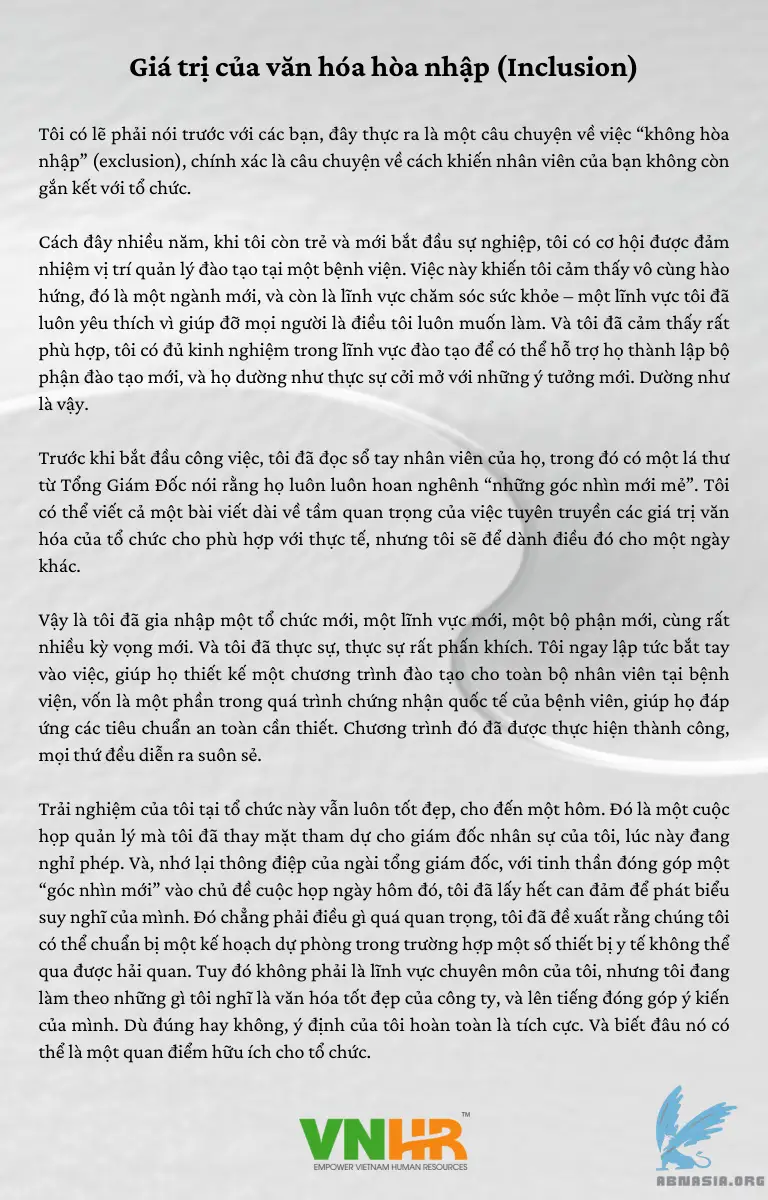 Giá trị của văn hóa hòa nhập (Inclusion)
Tôi có lẽ phải nói trước với các bạn, đây thực ra là một câu chuyện về việc “không hòa
nhập” (exclusion), chính xác là câu chuyện về cách khiến nhân viên của bạn không còn
gắn kết với tổ chức.
Cách đây nhiều năm, khi tôi còn trẻ và mới bắt đầu sự nghiệp, tôi có cơ hội được đảm
nhiệm vị trí quản lý đào tạo tại một bệnh viện. Việc này khiến tôi cảm thấy vô cùng hào
hứng, đó là một ngành mới, và còn là lĩnh vực chăm sóc sức khỏe – một lĩnh vực tôi đã
luôn yêu thích vì giúp đỡ mọi người là điều tôi luôn muốn làm. Và tôi đã cảm thấy rất
phù hợp, tôi có đủ kinh nghiệm trong lĩnh vực đào tạo để có thể hỗ trợ họ thành lập bộ
phận đào tạo mới, và họ dường như thực sự cởi mở với những ý tưởng mới. Dường như
là vậy.
Trước khi bắt đầu công việc, tôi đã đọc sổ tay nhân viên của họ, trong đó có một lá thư
từ Tổng Giám Đốc nói rằng họ luôn luôn hoan nghênh “những góc nhìn mới mẻ”. Tôi
có thể viết cả một bài viết dài về tầm quan trọng của việc tuyên truyền các giá trị văn
hóa của tổ chức cho phù hợp với thực tế, nhưng tôi sẽ để dành điều đó cho một ngày
khác.
Vậy là tôi đã gia nhập một tổ chức mới, một lĩnh vực mới, một bộ phận mới, cùng rất
nhiều kỳ vọng mới. Và tôi đã thực sự, thực sự rất phấn khích. Tôi ngay lập tức bắt tay
vào việc, giúp họ thiết kế một chương trình đào tạo cho toàn bộ nhân viên tại bệnh
viện, vốn là một phần trong quá trình chứng nhận quốc tế của bệnh viên, giúp họ đáp
ứng các tiêu chuẩn an toàn cần thiết. Chương trình đó đã được thực hiện thành công,
mọi thứ đều diễn ra suôn sẻ.
Trải nghiệm của tôi tại tổ chức này vẫn luôn tốt đẹp, cho đến một hôm. Đó là một cuộc
họp quản lý mà tôi đã thay mặt tham dự cho giám đốc nhân sự của tôi, lúc này đang
nghỉ phép. Và, nhớ lại thông điệp của ngài tổng giám đốc, với tinh thần đóng góp một
“góc nhìn mới” vào chủ đề cuộc họp ngày hôm đó, tôi đã lấy hết can đảm để phát biểu
suy nghĩ của mình. Đó chẳng phải điều gì quá quan trọng, tôi đã đề xuất rằng chúng tôi
có thể chuẩn bị một kế hoạch dự phòng trong trường hợp một số thiết bị y tế không thể
qua được hải quan. Tuy đó không phải là lĩnh vực chuyên môn của tôi, nhưng tôi đang
làm theo những gì tôi nghĩ là văn hóa tốt đẹp của công ty, và lên tiếng đóng góp ý kiến
của mình. Dù đúng hay không, ý định của tôi hoàn toàn là tích cực. Và biết đâu nó có
thể là một quan điểm hữu ích cho tổ chức.
VNHR™
EMPOWER VIETNAM HUMAN RESOURCES
ABNASIA.ORG